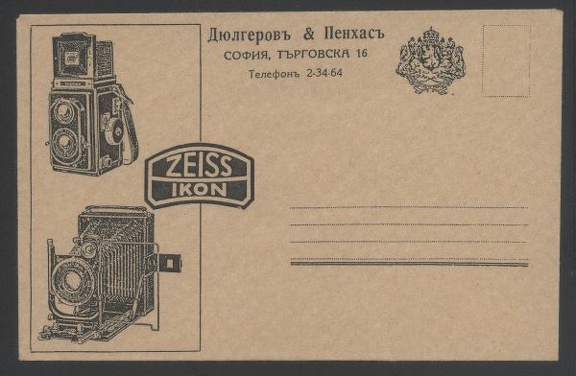 Дюлгеровъ & Пенхасъ
СОФИЯ, ТЪРГОВСКА 16
Телефонъ 2-34-64
ZEISS
IKON